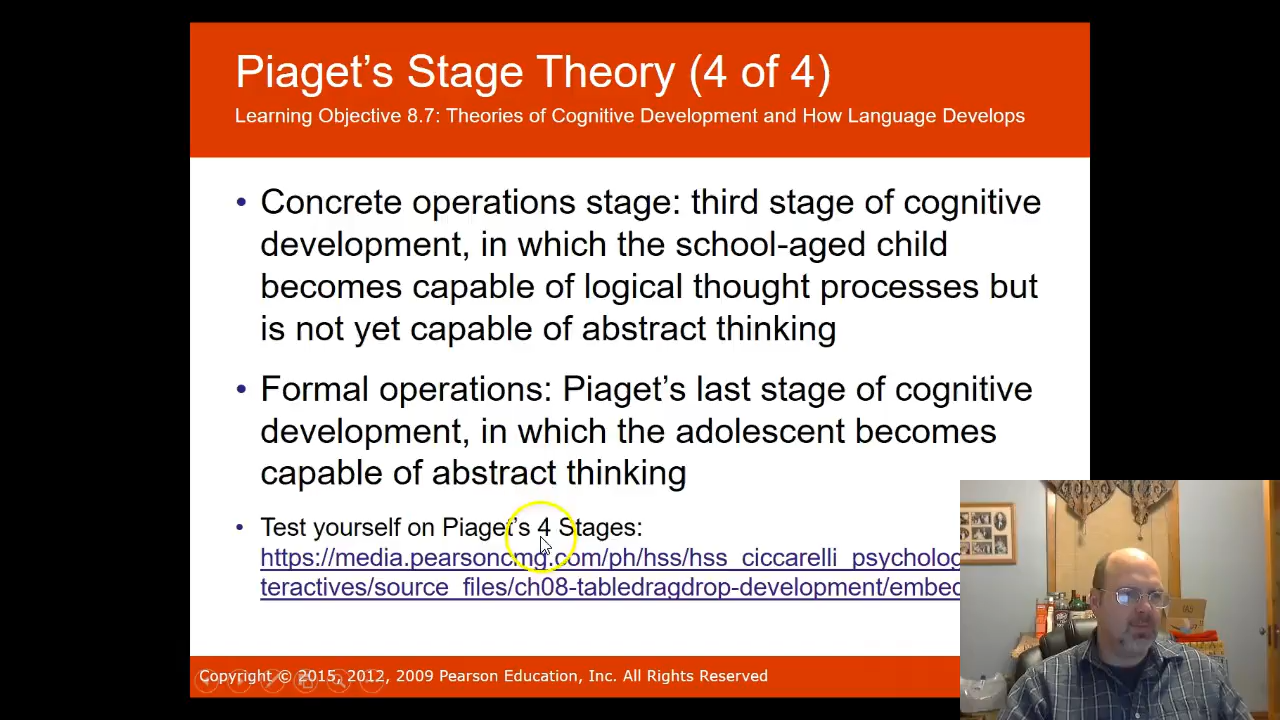 Piaget’s Stage Theory (4 of 4)
Learning Objective 8.7: Theories of Cognitive Development and How Language Develops
• Concrete operations stage: third stage of cognitive
development, in which the school-aged child
becomes capable of logical thought processes but
is not yet capable of abstract thinking
• Formal operations: Piaget’s last stage of cognitive
development, in which the adolescent becomes
capable of abstract thinking
• Test yourself on Piaget’s 4 Stages:
https://media.pearsoncmg.com/ph/hss/hss_ciccarelli_psycholog
teractives/source_files/ch08-tabledragdrop-development/embed
Copyright © 2015, 2012, 2009 Pearson Education, Inc. All Rights Reserved